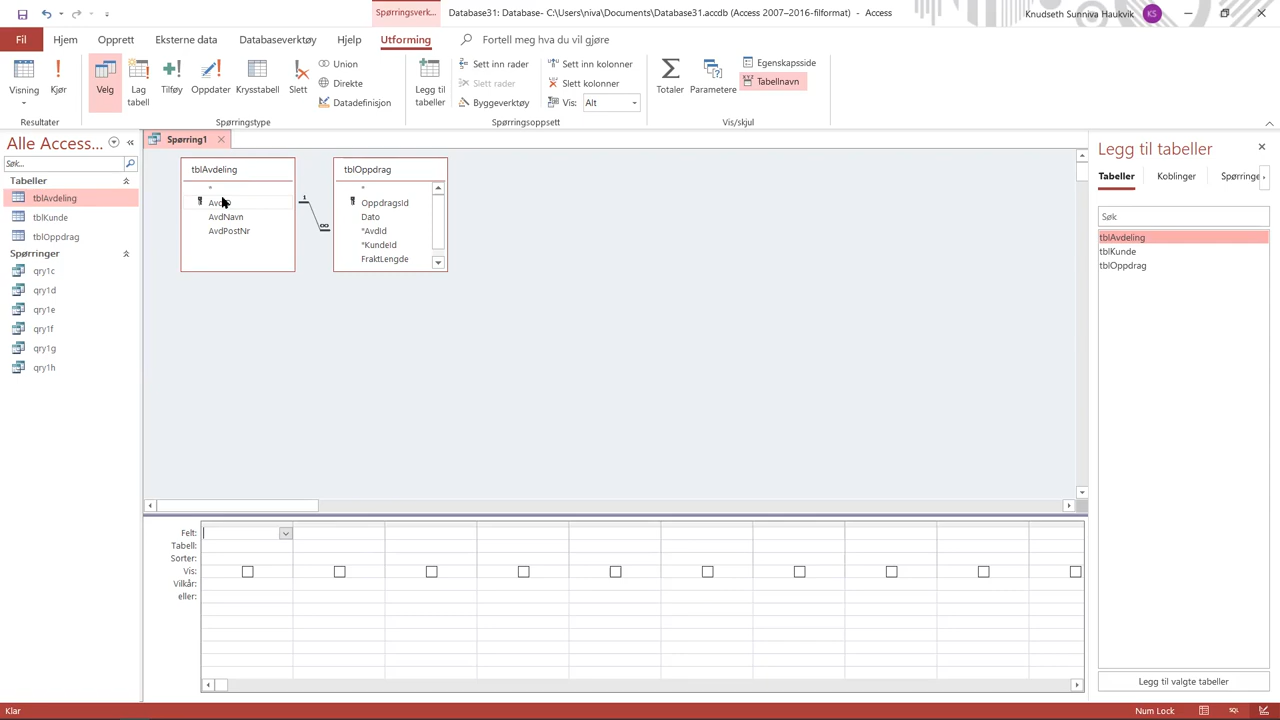 Spørringsverk...
Database31: Database- C:\Users\niva\Documents\Database31.accdb (Access 2007–2016-filformat) - Access
Knudseth Sunniva Haukvik
KS
Fil
Hjem
Opprett
Eksterne data
Databaseverktøy
Hjelp
Utforming
Fortell meg hva du vil gjøre
Visning
Kjør
Velg
Lag tabell
Tilføy
Oppdater
Krysstabell
Slett
Union
Direkte
Datadefinisjon
Legg til tabeller
Sett inn rader
Slett rader
Byggeverktøy
Sett inn kolonner
Slett kolonner
Vis: Alt
Totaler
Parametere
Egenskapsside
Tabellnavn
Resultater
Spørringstype
Spørringsoppsett
Vis/skjul
Alle Access...
Søk...
Tabeller
tblAvdeling
tblKunde
tblOppdrag
Spørringer
qry1c
qry1d
qry1e
qry1f
qry1g
qry1h
Spørring1
tblAvdeling
*
AvdNavn
AvdPostNr
1
∞
tblOppdrag
*
OppdragsId
Dato
*AvdId
*KundeId
FraktLengde
Felt:
Tabell:
Sorter:
Vis:
Vilkår:
eller:
Legg til tabeller
Tabeller
Koblinger
Spørringe
Søk
tblAvdeling
tblKunde
tblOppdrag
Legg til valgte tabeller
Klar
Num Lock
SQL